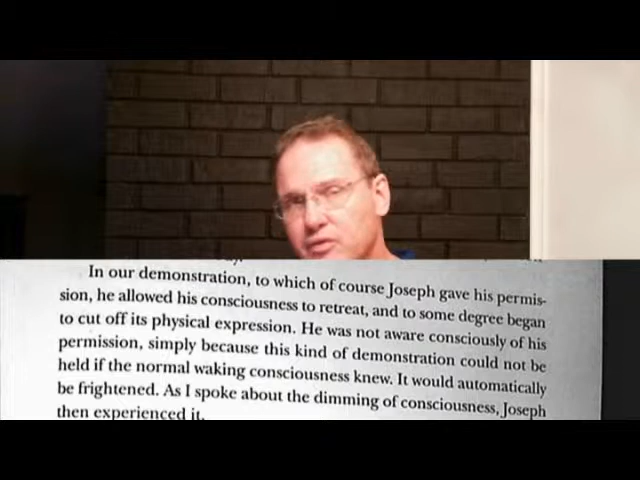 In our demonstration, to which of course Joseph gave his permis-
sion, he allowed his consciousness to retreat, and to some degree began
to cut off its physical expression. He was not aware consciously of his
permission, simply because this kind of demonstration could not be
held if the normal waking consciousness knew. It would automatically
be frightened. As I spoke about the dimming of consciousness, Joseph
then experienced it.